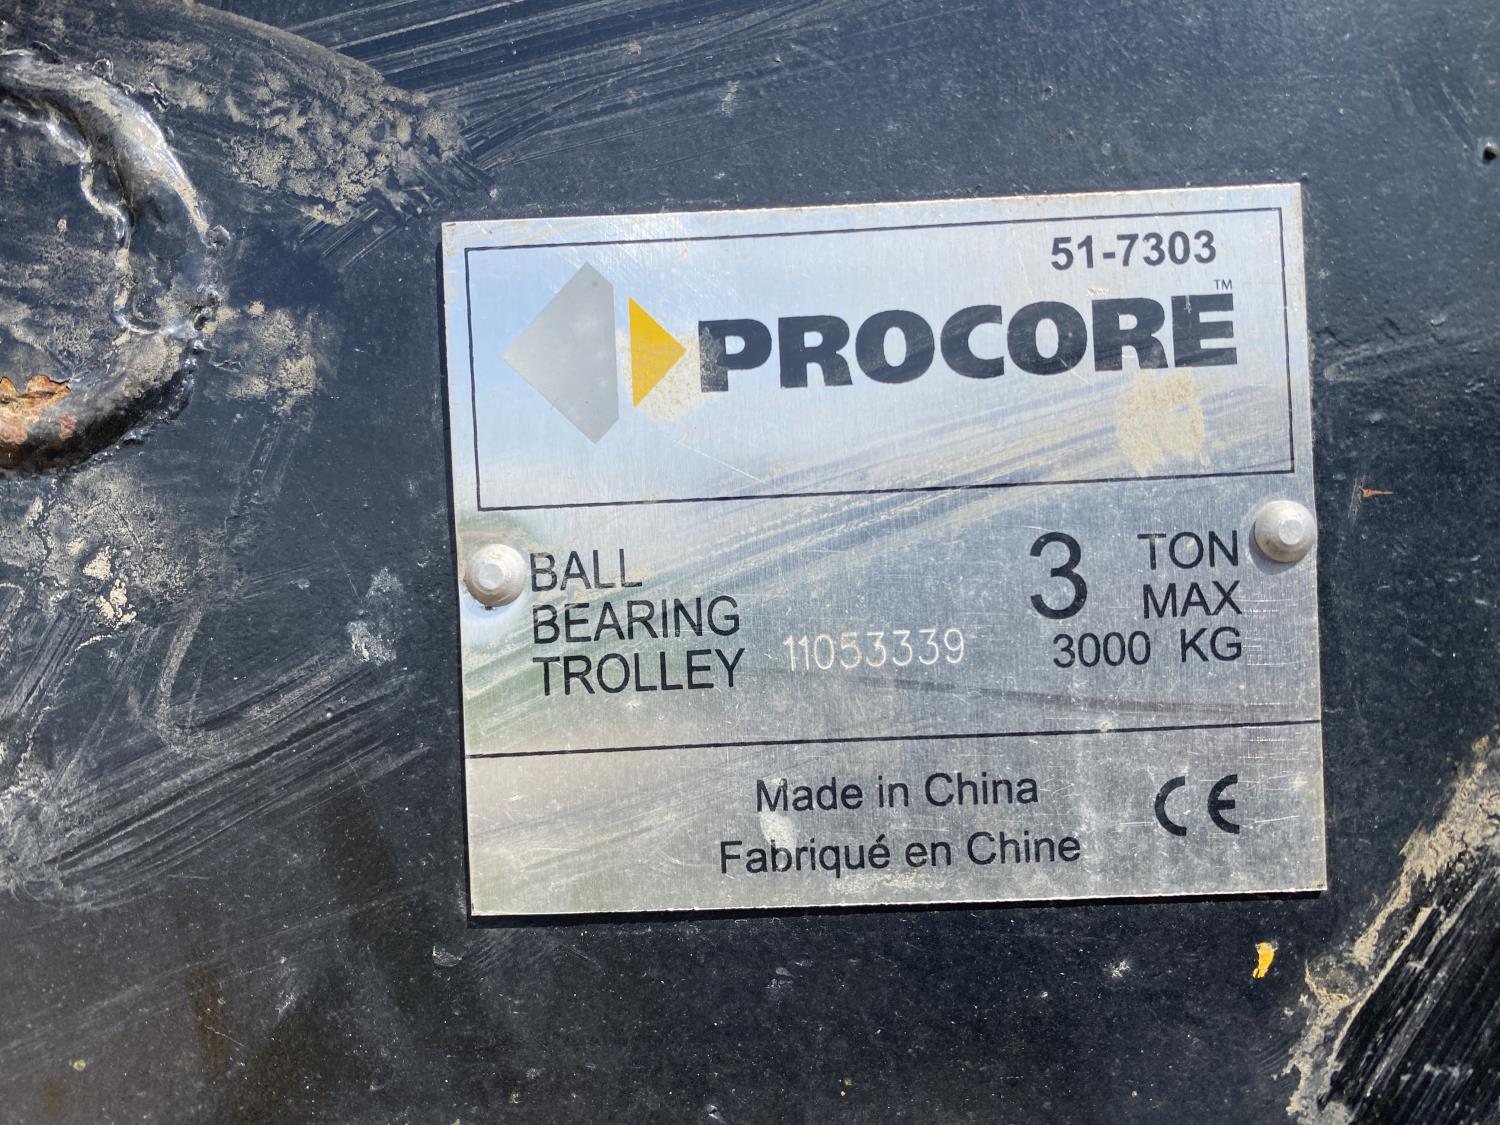 51-7303
PROCORE™
BALL
BEARING
TROLLEY
11053339
3 TON
MAX
3000 KG
Made in China
Fabriqué en Chine
CE